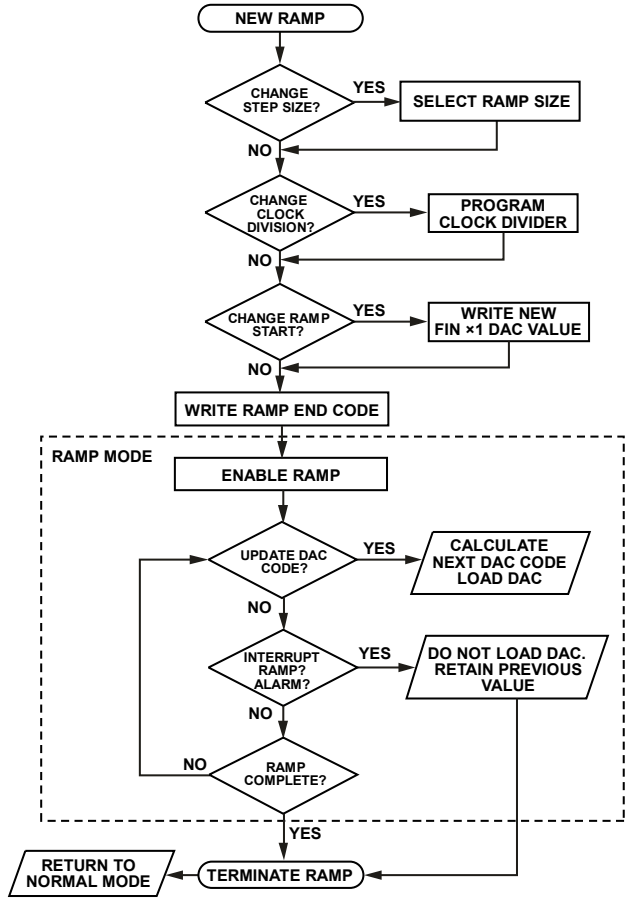 NEW RAMP
CHANGE
STEP SIZE?
YES
SELECT RAMP SIZE
NO
CHANGE
CLOCK
DIVISION?
YES
PROGRAM
CLOCK DIVIDER
NO
CHANGE RAMP
START?
YES
WRITE NEW
FIN ×1 DAC VALUE
NO
WRITE RAMP END CODE
RAMP MODE
ENABLE RAMP
UPDATE DAC
CODE?
YES
CALCULATE
NEXT DAC CODE
LOAD DAC
NO
INTERRUPT
RAMP?
ALARM?
YES
DO NOT LOAD DAC.
RETAIN PREVIOUS
VALUE
NO
RAMP
COMPLETE?
NO
YES
TERMINATE RAMP
RETURN TO
NORMAL MODE